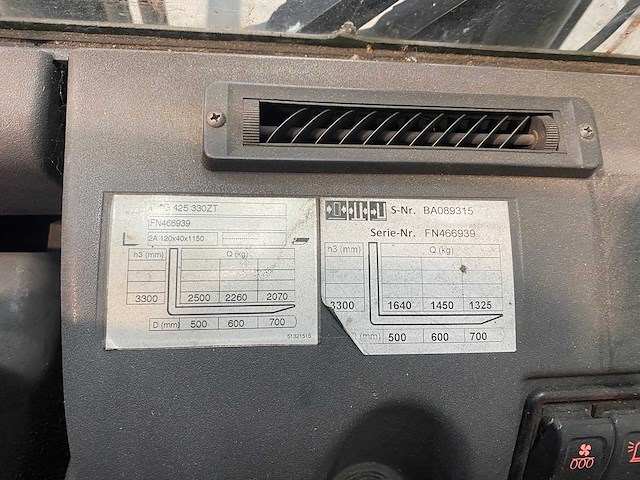 425 330ZT
FN466939
2A 120x40x1150
h3 (mm) Q (kg)
3300 2500 2260 2070
D (mm) 500 600 700
51321515
S-Nr. BA089315
Serie-Nr. FN466939
h3 (mm) Q (kg)
3300 1640 1450 1325
(mm) 500 600 700